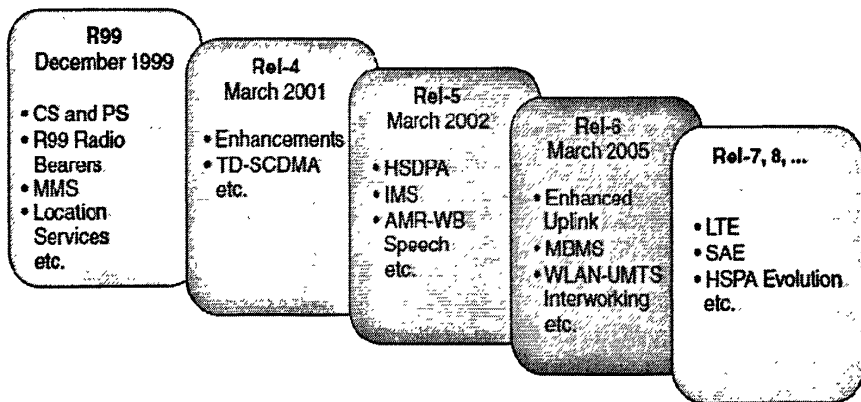 R99
December 1999
• CS and PS
• R99 Radio
Bearers
• MMS
• Location
Services
etc.
Rel-4
March 2001
• Enhancements
• TD-SCDMA
etc.
Rel-5
March 2002
• HSDPA
• IMS
• AMR-WB
Speech
etc.
Rel-6
March 2005
• Enhanced
Uplink
• MBMS
• WLAN-UMTS
Interworking
etc.
Rel-7, 8, ...
• LTE
• SAE
• HSPA Evolution
etc.